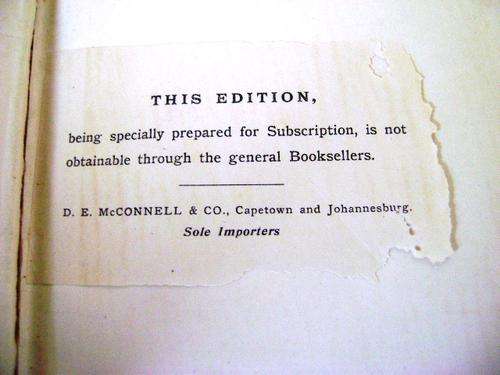 THIS EDITION,
being specially prepared for Subscription, is not
obtainable through the general Booksellers.
D. E. McCONNELL & CO., Capetown and Johannesburg.
Sole Importers